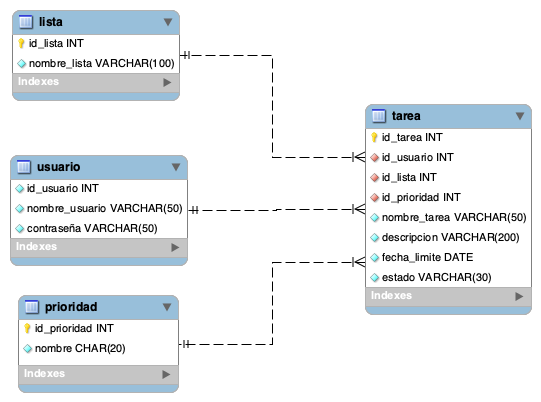 lista
id_lista INT
nombre_lista VARCHAR(100)
Indexes
usuario
id_usuario INT
nombre_usuario VARCHAR(50)
contraseña VARCHAR(50)
Indexes
prioridad
id_prioridad INT
nombre CHAR(20)
Indexes
tarea
id_tarea INT
id_usuario INT
id_lista INT
id_prioridad INT
nombre_tarea VARCHAR(50)
descripcion VARCHAR(200)
fecha_limite DATE
estado VARCHAR(30)
Indexes